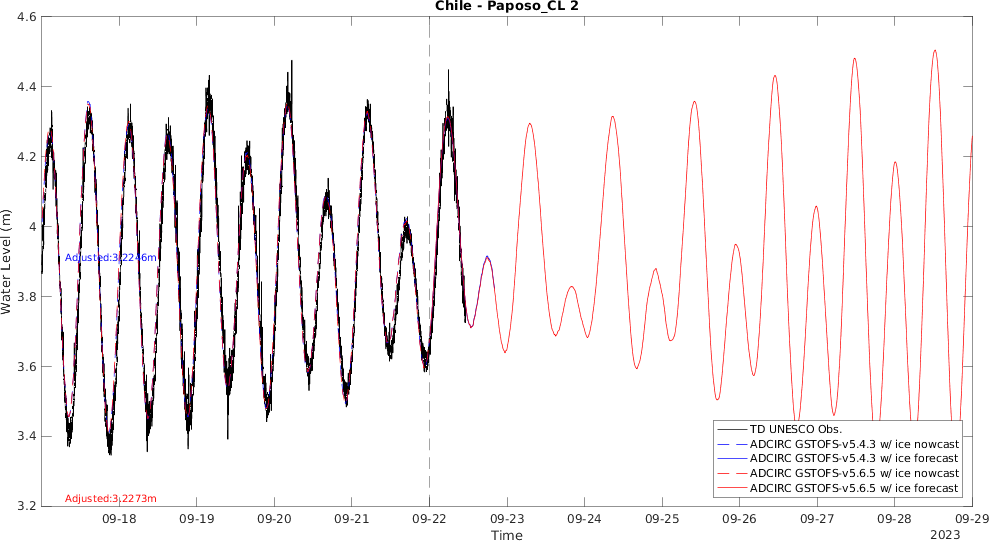 Chile - Paposo_CL 2
4.6
4.4
4.2
4
3.8
3.6
3.4
3.2
Water Level (m)
Adjusted:3.2246m
Adjusted:3.2273m
TD UNESCO Obs.
ADCIRC GSTOFS-v5.4.3 w/ ice nowcast
ADCIRC GSTOFS-v5.4.3 w/ ice forecast
ADCIRC GSTOFS-v5.6.5 w/ ice nowcast
ADCIRC GSTOFS-v5.6.5 w/ ice forecast
09-18 09-19 09-20 09-21 09-22 09-23 09-24 09-25 09-26 09-27 09-28 09-29
Time
2023